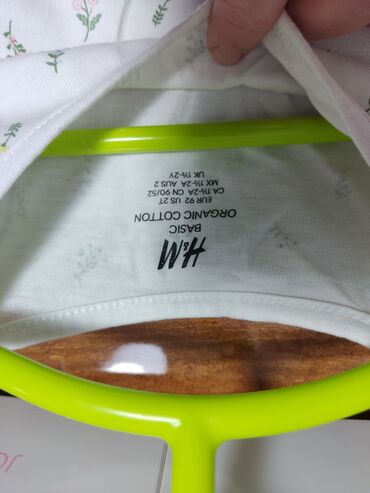 H&M
BASIC
ORGANIC COTTON
EUR 92 US 2T
CA 1½-2A CN 90/52
MX 1½-2A AUS 2
UK 1½-2Y